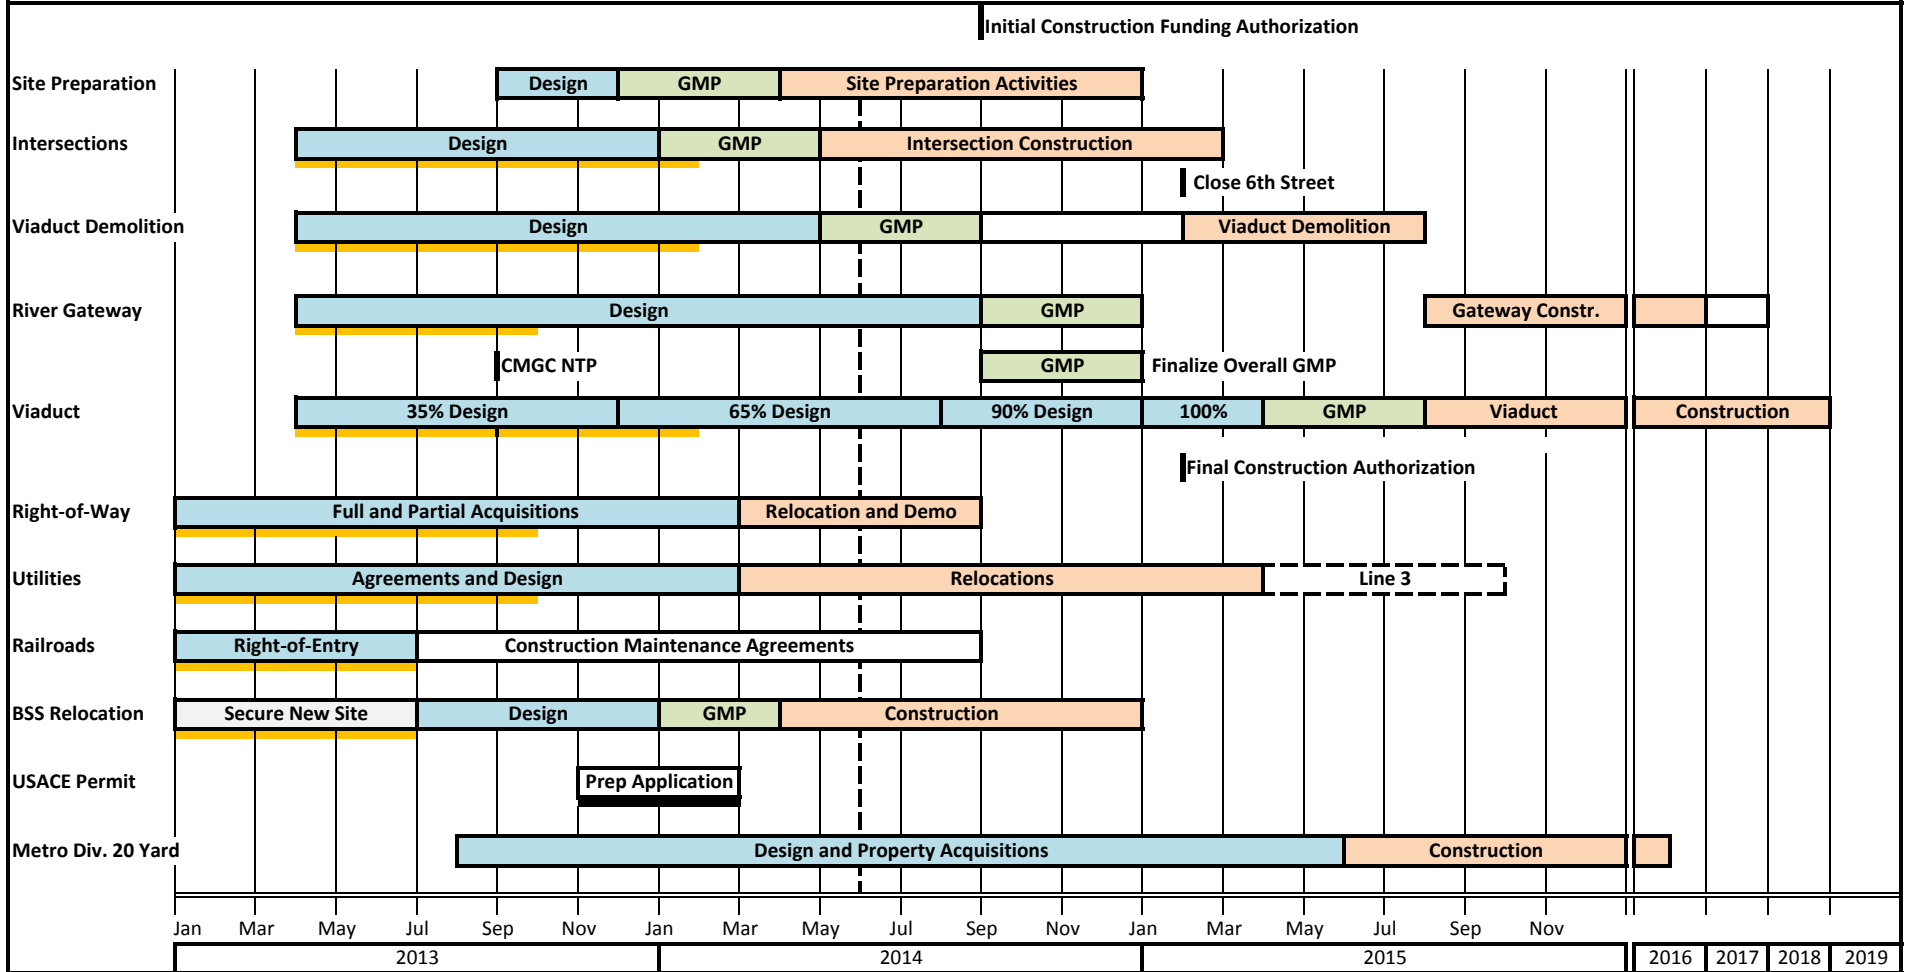 Initial Construction Funding Authorization
Site Preparation Design GMP Site Preparation Activities
Intersections Design GMP Intersection Construction
Close 6th Street
Viaduct Demolition Design GMP Viaduct Demolition
River Gateway Design GMP Gateway Constr.
CMGC NTP GMP Finalize Overall GMP
Viaduct 35% Design 65% Design 90% Design 100% GMP Viaduct Construction
Final Construction Authorization
Right-of-Way Full and Partial Acquisitions Relocation and Demo
Utilities Agreements and Design Relocations Line 3
Railroads Right-of-Entry Construction Maintenance Agreements
BSS Relocation Secure New Site Design GMP Construction
USACE Permit Prep Application
Metro Div. 20 Yard Design and Property Acquisitions Construction
Jan Mar May Jul Sep Nov Jan Mar May Jul Sep Nov Jan Mar May Jul Sep Nov
2013 2014 2015 2016 2017 2018 2019